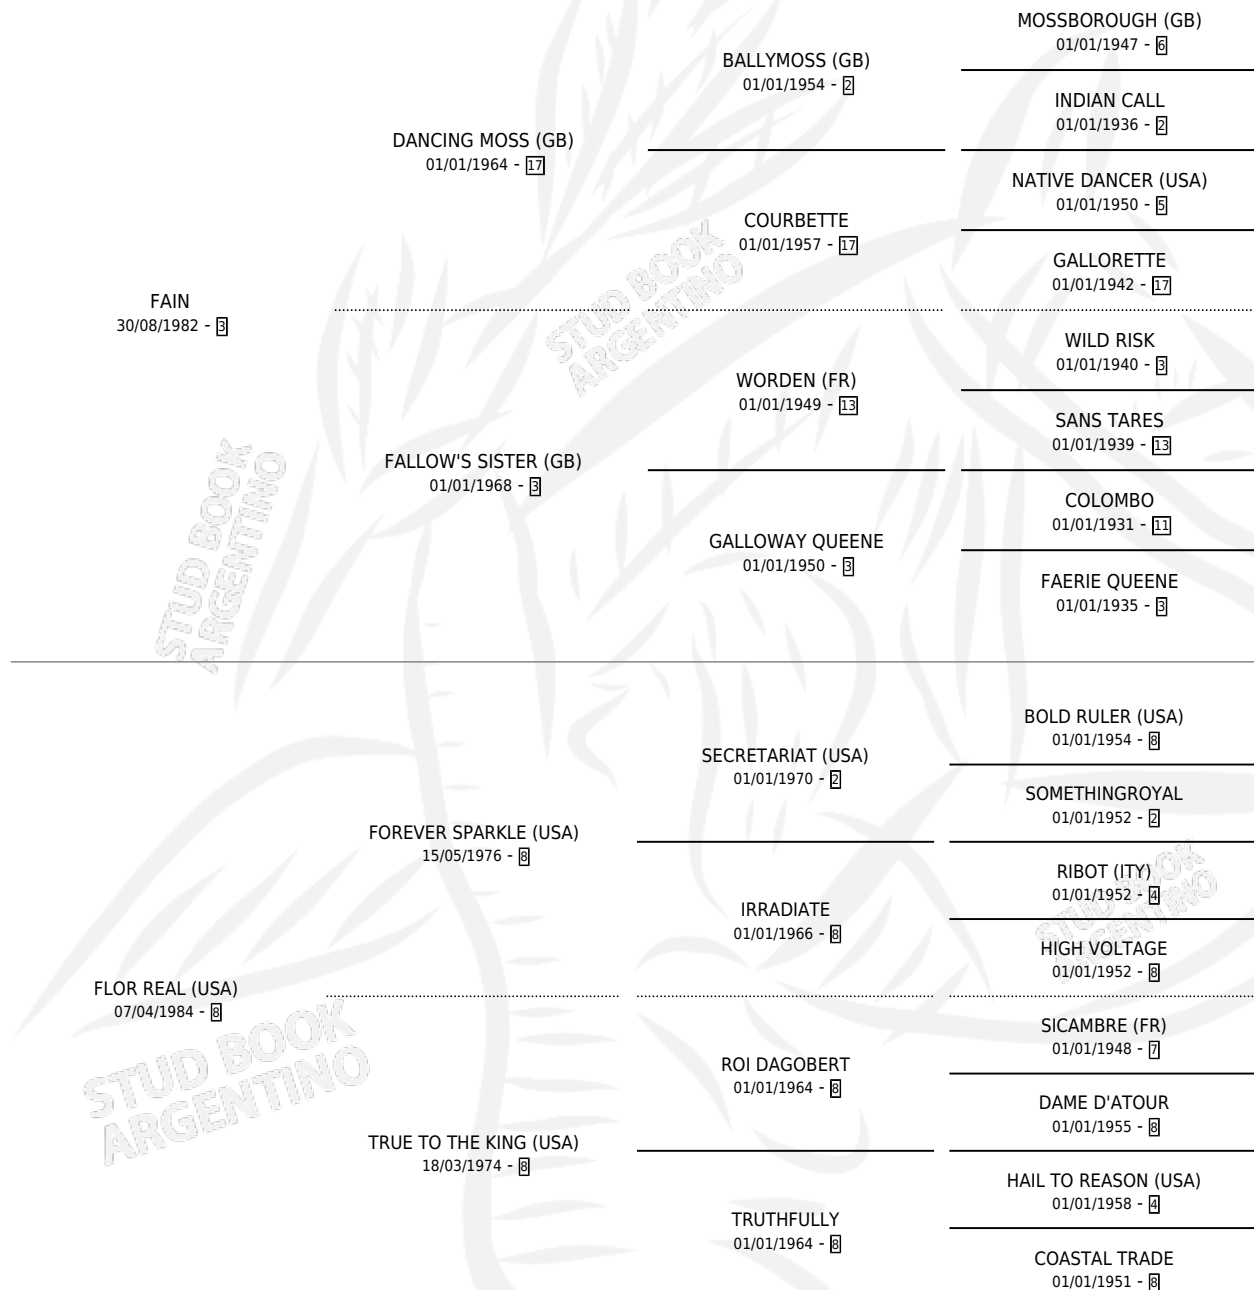 MOSSBOROUGH (GB)
01/01/1947 - 6
BALLYMOSS (GB)
01/01/1954 - 2
INDIAN CALL
01/01/1936 - 2
DANCING MOSS (GB)
01/01/1964 - 17
NATIVE DANCER (USA)
01/01/1950 - 5
COURBETTE
01/01/1957 - 17
GALLORETTE
01/01/1942 - 17
FAIN
30/08/1982 - 3
WILD RISK
01/01/1940 - 3
WORDEN (FR)
01/01/1949 - 13
SANS TARES
01/01/1939 - 13
FALLOW'S SISTER (GB)
01/01/1968 - 3
COLOMBO
01/01/1931 - 11
GALLOWAY QUEENE
01/01/1950 - 3
FAERIE QUEENE
01/01/1935 - 3
BOLD RULER (USA)
01/01/1954 - 8
SECRETARIAT (USA)
01/01/1970 - 2
SOMETHINGROYAL
01/01/1952 - 2
FOREVER SPARKLE (USA)
15/05/1976 - 8
RIBOT (ITY)
01/01/1952 - 4
IRRADIATE
01/01/1966 - 8
HIGH VOLTAGE
01/01/1952 - 8
FLOR REAL (USA)
07/04/1984 - 8
SICAMBRE (FR)
01/01/1948 - 7
ROI DAGOBERT
01/01/1964 - 8
DAME D'ATOUR
01/01/1955 - 8
TRUE TO THE KING (USA)
18/03/1974 - 8
HAIL TO REASON (USA)
01/01/1958 - 4
TRUTHFULLY
01/01/1964 - 8
COASTAL TRADE
01/01/1951 - 8
STUD BOOK
ARGENTINO
STUD BOOK
ARGENTINO
STUD BOOK
ARGENTINO
STUD BOOK
ARGENTINO